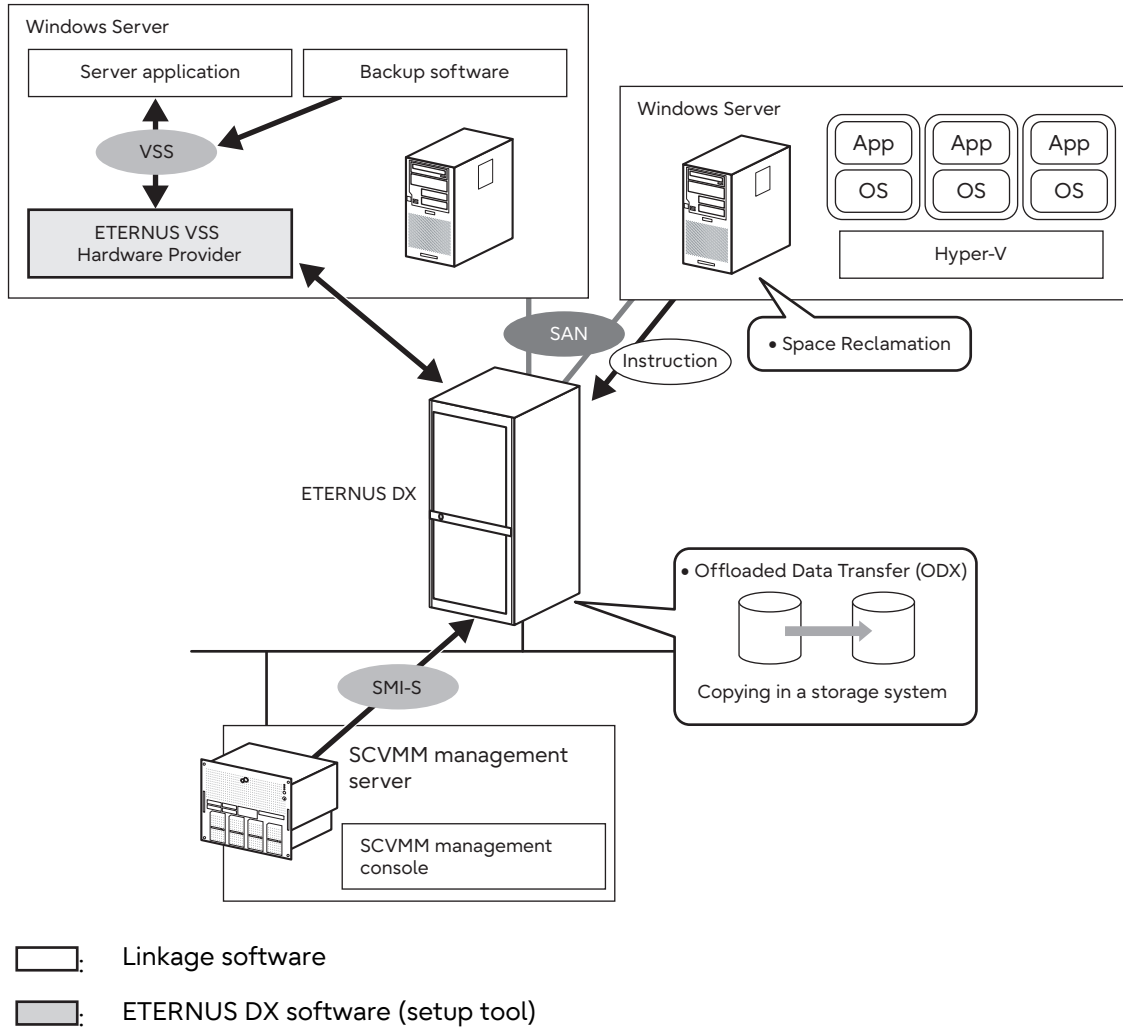 Windows Server
Server application
Backup software
VSS
ETERNUS VSS
Hardware Provider
Windows Server
App
App
App
OS
OS
OS
Hyper-V
• Space Reclamation
SAN
Instruction
ETERNUS DX
• Offloaded Data Transfer (ODX)
Copying in a storage system
SMI-S
SCVMM management
server
SCVMM management
console
: Linkage software
: ETERNUS DX software (setup tool)